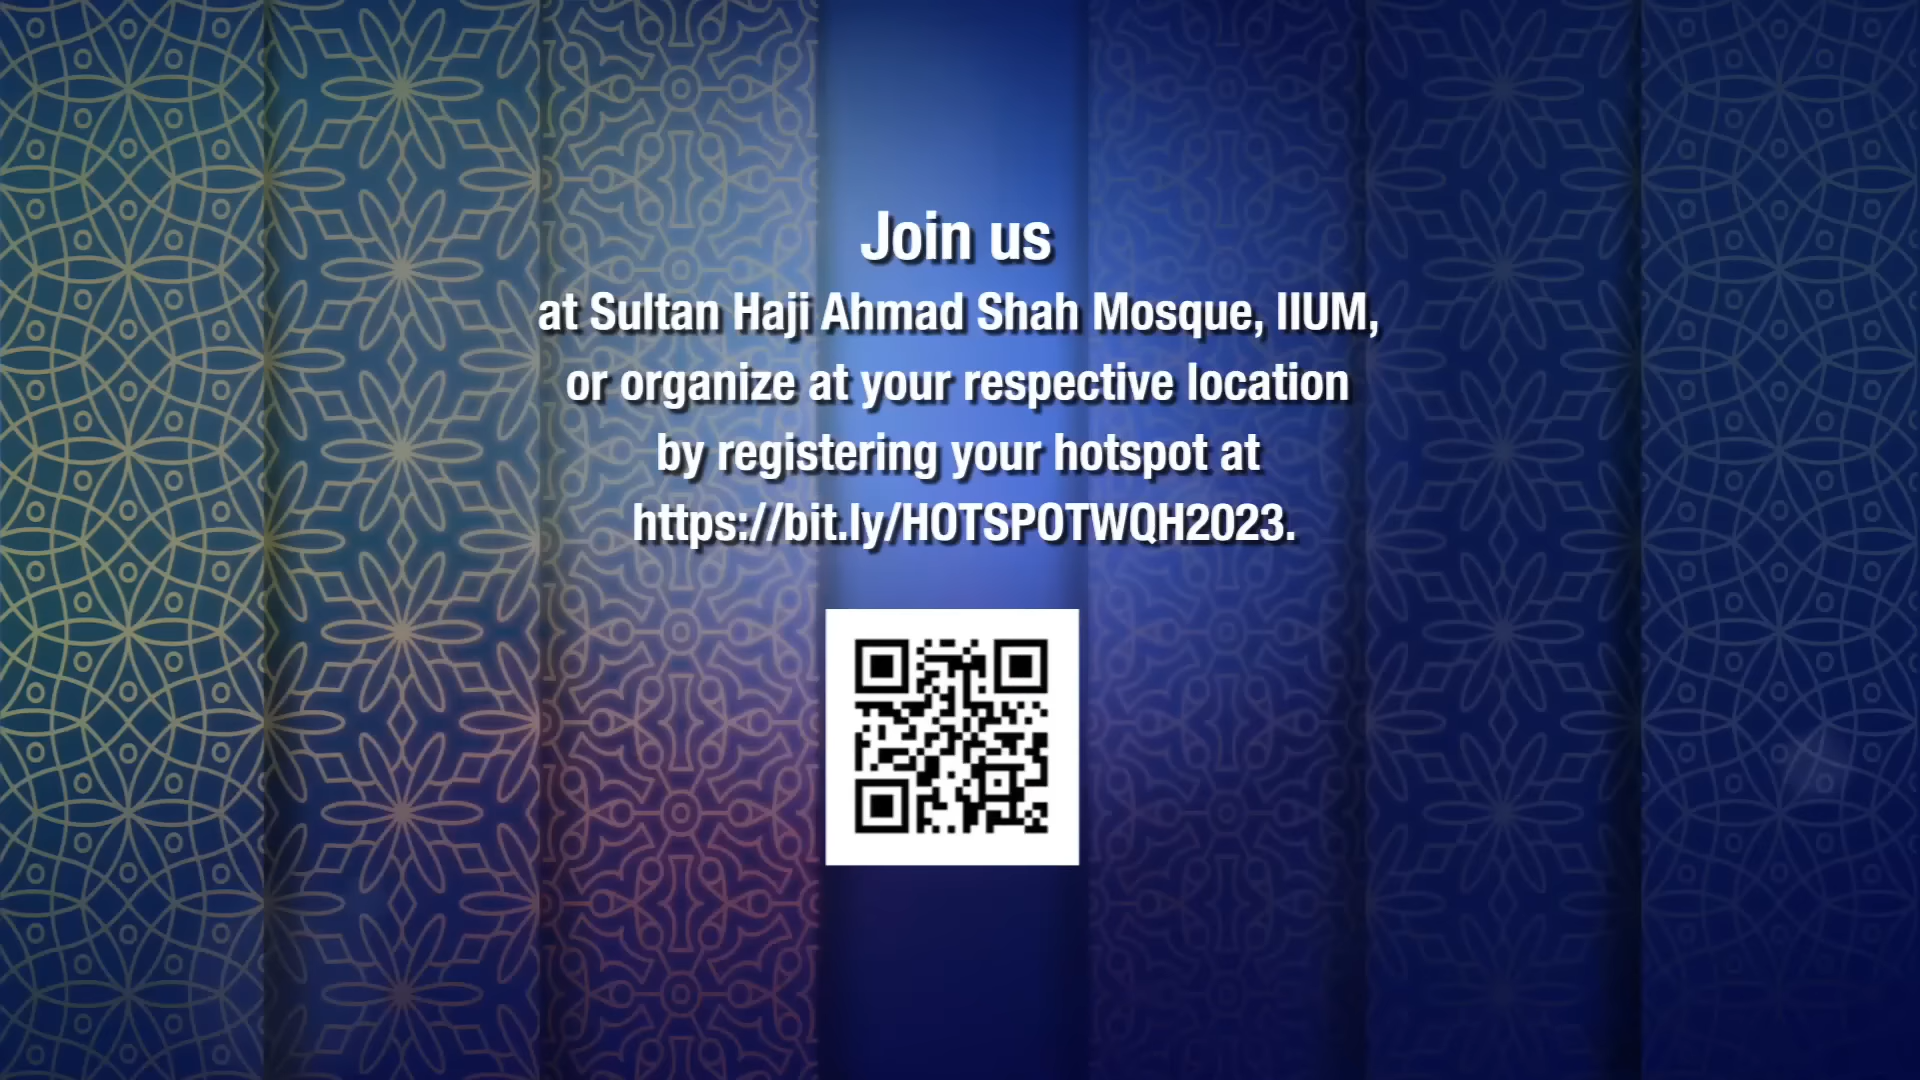 Join us
at Sultan Haji Ahmad Shah Mosque, IIUM,
or organize at your respective location
by registering your hotspot at
https://bit.ly/HOTSPOTWQH2023.